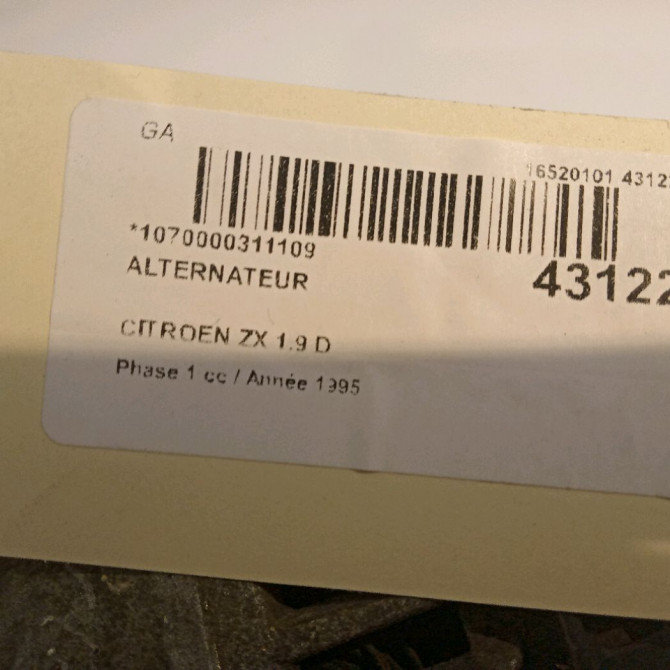 GA
16520101 43122
*1070000311109
43122
ALTERNATEUR
CITROEN ZX 1.9 D
Phase 1 cc / Année 1995